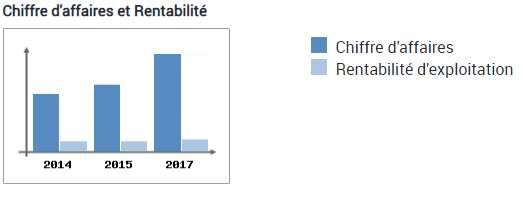 Chiffre d'affaires et Rentabilité
Chiffre d'affaires
Rentabilité d'exploitation
2014 2015 2017